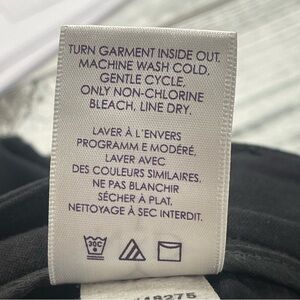 TURN GARMENT INSIDE OUT.
MACHINE WASH COLD,
GENTLE CYCLE,
ONLY NON-CHLORINE
BLEACH. LINE DRY.
LAVER À L'ENVERS
PROGRAMME MODÉRÉ,
LAVER AVEC
DES COULEURS SIMILAIRES.
NE PAS BLANCHIR
SÉCHER À PLAT.
NETTOYAGE À SEC INTERDIT.
30C